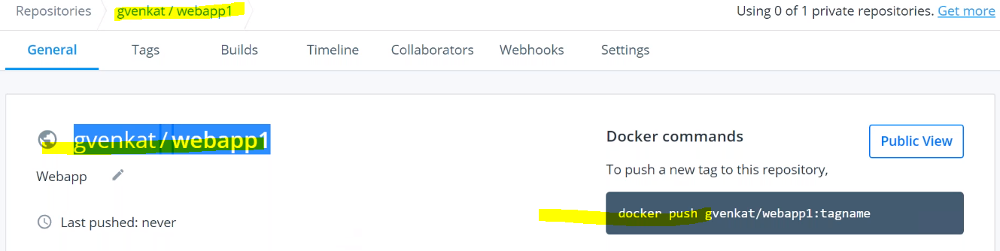 Repositories gvenkat / webapp1 Using 0 of 1 private repositories. Get more
General Tags Builds Timeline Collaborators Webhooks Settings
gvenkat / webapp1
Webapp
Last pushed: never
Docker commands
Public View
To push a new tag to this repository,
docker push gvenkat/webapp1:tagname